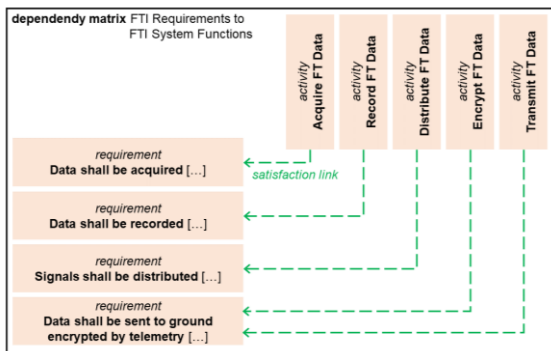 dependendy matrix FTI Requirements to
FTI System Functions
activity
Acquire FT Data
activity
Record FT Data
activity
Distribute FT Data
activity
Encrypt FT Data
activity
Transmit FT Data
requirement
Data shall be acquired […]
satisfaction link
requirement
Data shall be recorded […]
requirement
Signals shall be distributed […]
requirement
Data shall be sent to ground
encrypted by telemetry […]